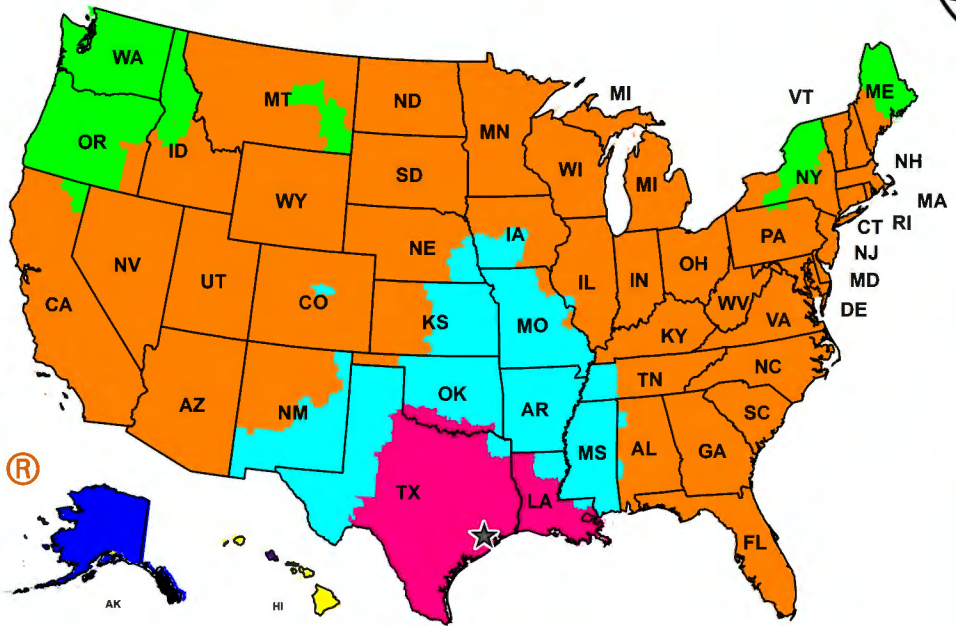 WA
MT
ND
MN
MI
VT
ME
OR
ID
SD
WI
MI
NY
NH
MA
WY
IA
CT
RI
NE
PA
NJ
NV
UT
CO
IL
IN
OH
MD
CA
WV
DE
KS
MO
KY
VA
AZ
NM
OK
AR
TN
NC
SC
MS
AL
GA
®
TX
LA
FL
AK
HI